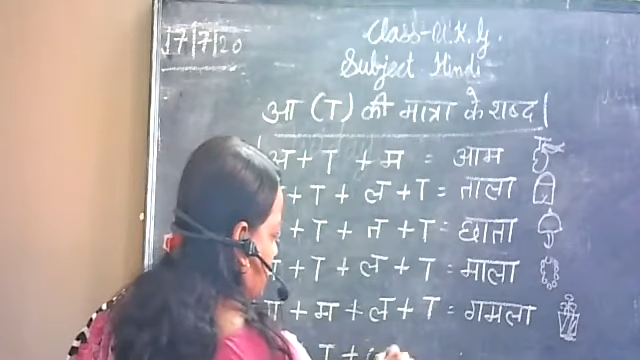 17/7/20
Class-U.K.G.
Subject Hindi
आ (ा) की मात्रा के शब्द
अ + ा + म = आम
+ ा + ल + ा = ताला
+ ा + त + ा = छाता
+ ा + ल + ा = माला
ग + म + ल + ा = गमला
ा +